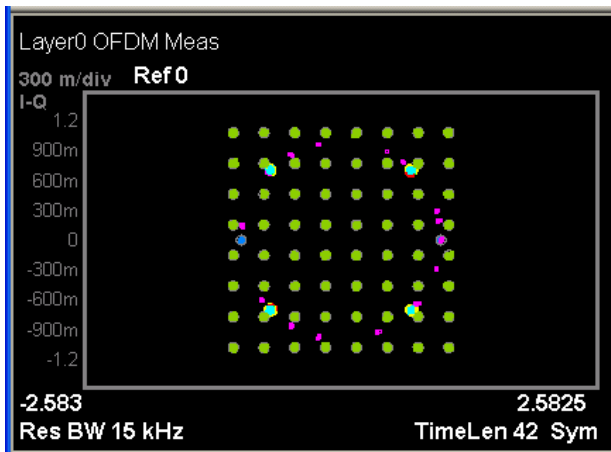 Layer0 OFDM Meas
300 m/div Ref 0
I-Q
1.2
900m
600m
300m
0
-300m
-600m
-900m
-1.2
-2.583 2.5825
Res BW 15 kHz TimeLen 42 Sym